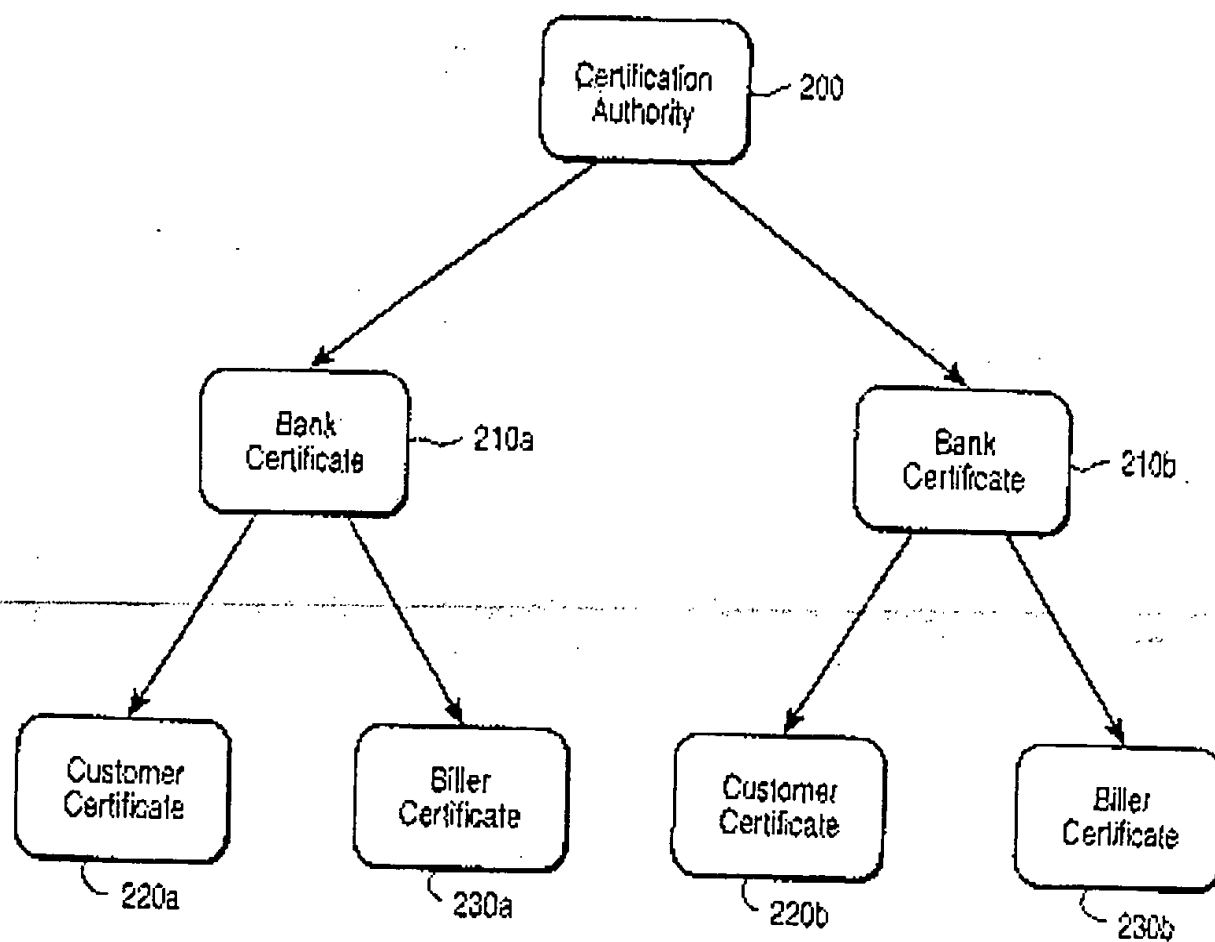 Certification
Authority
200
Bank
Certificate
210a
Bank
Certificate
210b
Customer
Certificate
220a
Biller
Certificate
230a
Customer
Certificate
220b
Biller
Certificate
230b